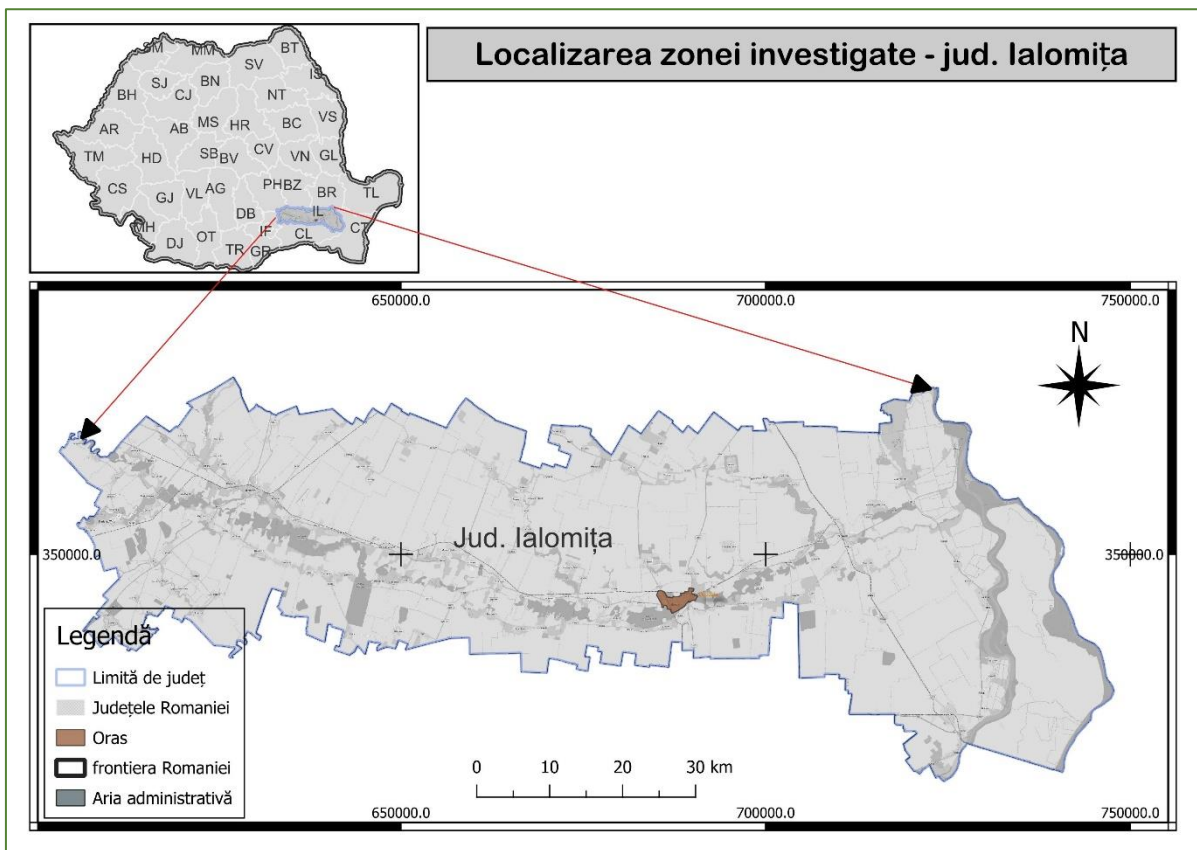 Localizarea zonei investigate - jud. Ialomița
SM MM BT
SV IS
SJ BN
BH CJ NT
MS VS
AR AB HR BC
TM HD SB BV CV VN GL
CS VL AG PH BZ BR TL
GJ DB IL
MH OT IF CL CT
DJ TR GR
650000.0 700000.0 750000.0
N
Jud. Ialomița
350000.0 350000.0
Legendă
Limită de județ
Județele Romaniei
Oras
frontiera Romaniei
Aria administrativă
0 10 20 30 km
650000.0 700000.0 750000.0